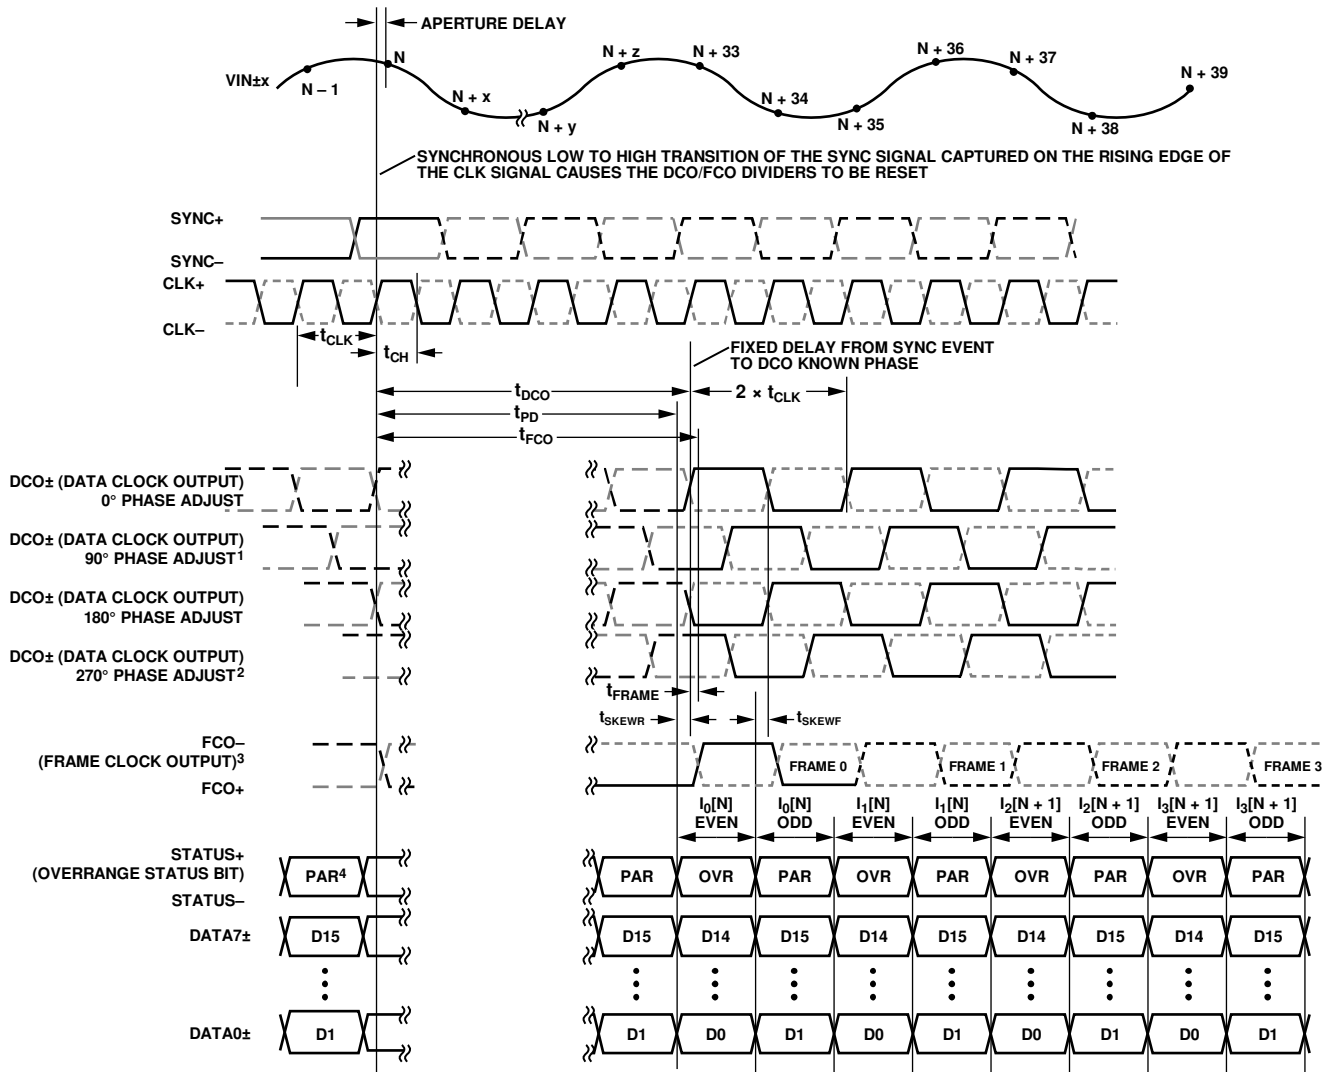 APERTURE DELAY
VIN±x
N – 1
N
N + x
N + y
N + z
N + 33
N + 34
N + 35
N + 36
N + 37
N + 38
N + 39
SYNCHRONOUS LOW TO HIGH TRANSITION OF THE SYNC SIGNAL CAPTURED ON THE RISING EDGE OF
THE CLK SIGNAL CAUSES THE DCO/FCO DIVIDERS TO BE RESET
SYNC+
SYNC–
CLK+
CLK–
tCLK
tCH
FIXED DELAY FROM SYNC EVENT
TO DCO KNOWN PHASE
tDCO
2 × tCLK
tPD
tFCO
DCO± (DATA CLOCK OUTPUT)
0° PHASE ADJUST
DCO± (DATA CLOCK OUTPUT)
90° PHASE ADJUST1
DCO± (DATA CLOCK OUTPUT)
180° PHASE ADJUST
DCO± (DATA CLOCK OUTPUT)
270° PHASE ADJUST2
tFRAME
tSKEWR
tSKEWF
FCO–
(FRAME CLOCK OUTPUT)3
FCO+
FRAME 0 FRAME 1 FRAME 2 FRAME 3
I0[N] I0[N] I1[N] I1[N] I2[N + 1] I2[N + 1] I3[N + 1] I3[N + 1]
EVEN ODD EVEN ODD EVEN ODD EVEN ODD
STATUS+
(OVERRANGE STATUS BIT)
STATUS–
PAR4 PAR OVR PAR OVR PAR OVR PAR OVR PAR
DATA7± D15 D15 D14 D15 D14 D15 D14 D15 D14 D15
DATA0± D1 D1 D0 D1 D0 D1 D0 D1 D0 D1